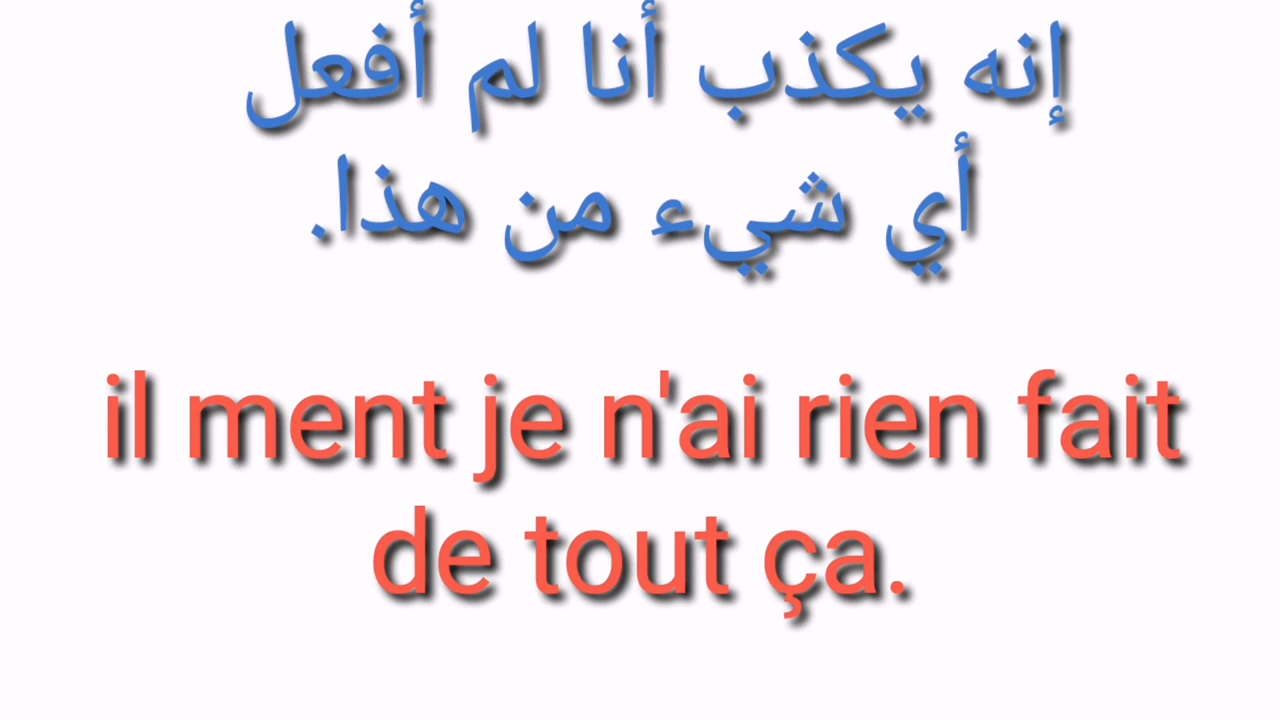 إنه يكذب أنا لم أفعل
أي شيء من هذا.
il ment je n'ai rien fait
de tout ça.